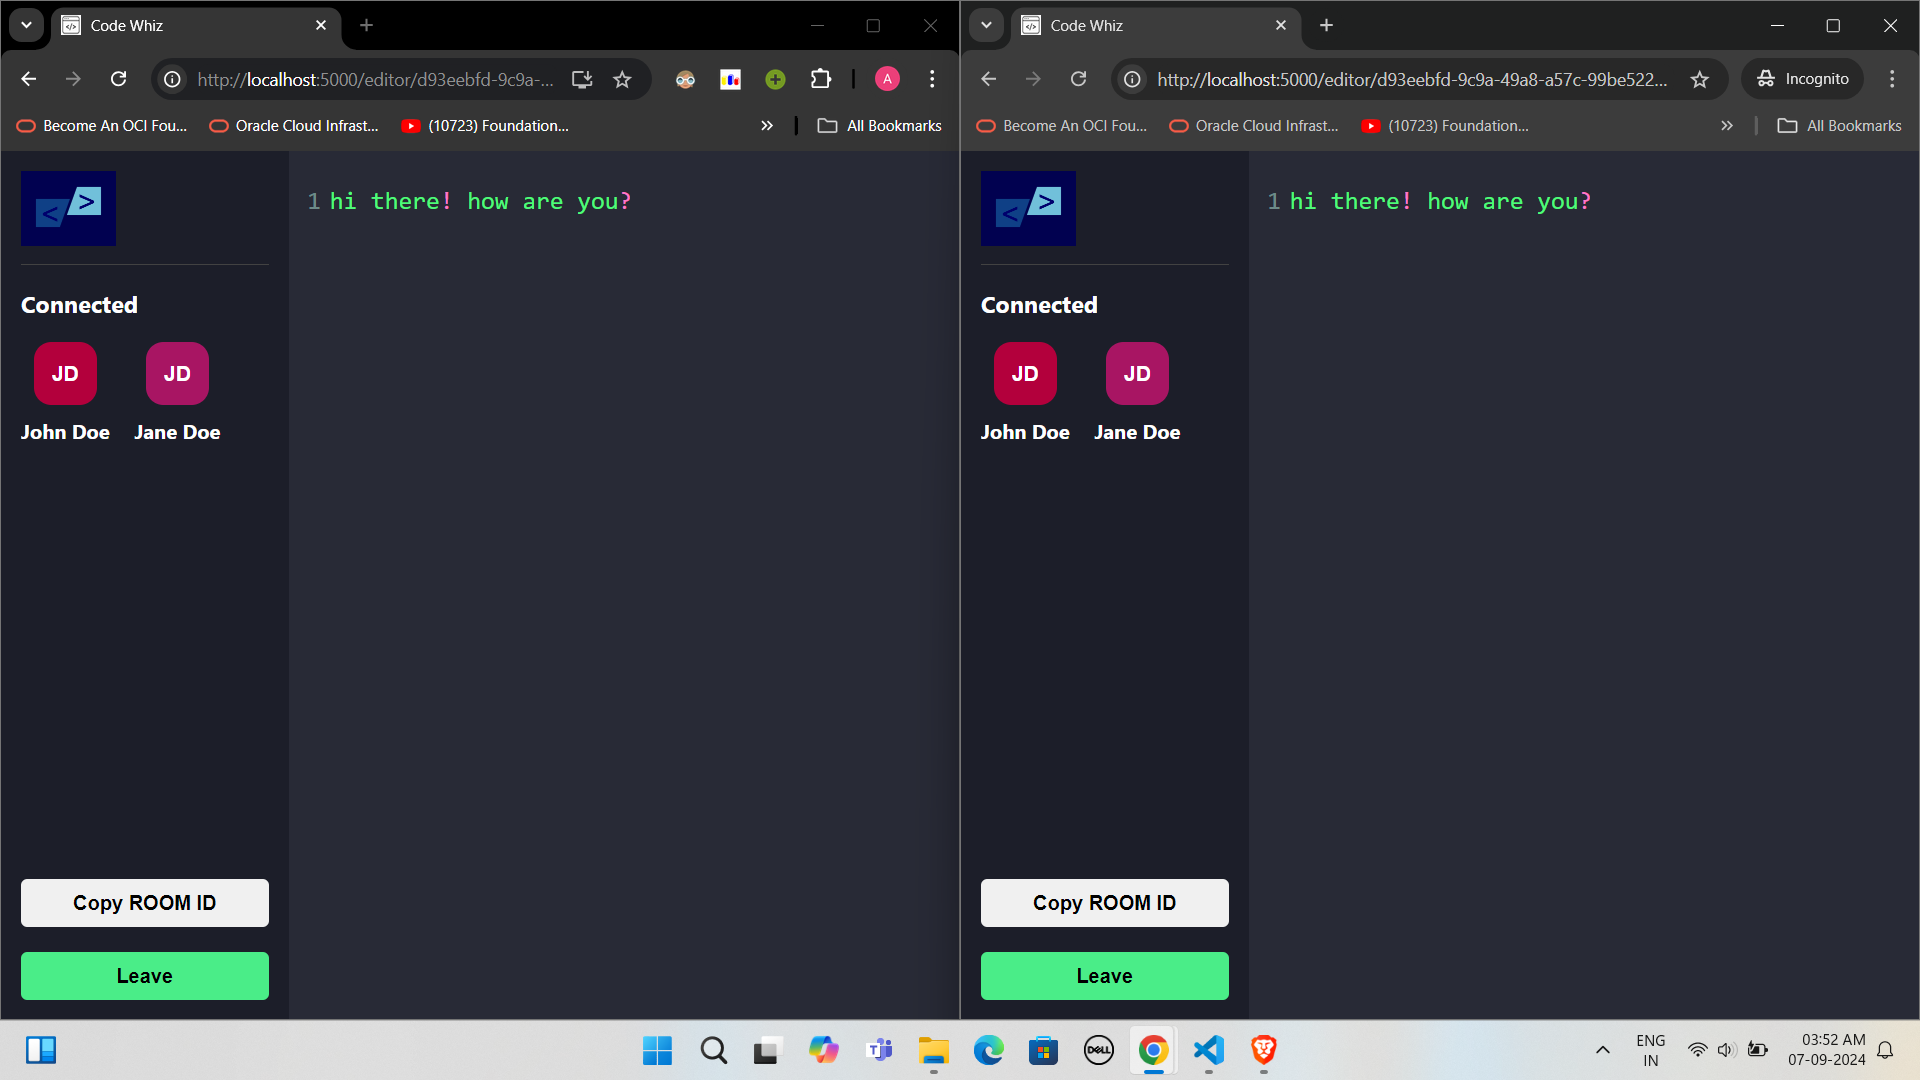 Code Whiz
http://localhost:5000/editor/d93eebfd-9c9a-...
A
Become An OCI Fou...
Oracle Cloud Infrast...
(10723) Foundation...
All Bookmarks
< >
Connected
JD
JD
John Doe
Jane Doe
1 hi there! how are you?
Copy ROOM ID
Leave
Code Whiz
http://localhost:5000/editor/d93eebfd-9c9a-49a8-a57c-99be522...
Incognito
Become An OCI Fou...
Oracle Cloud Infrast...
(10723) Foundation...
All Bookmarks
< >
Connected
JD
JD
John Doe
Jane Doe
1 hi there! how are you?
Copy ROOM ID
Leave
DELL
ENG
IN
03:52 AM
07-09-2024